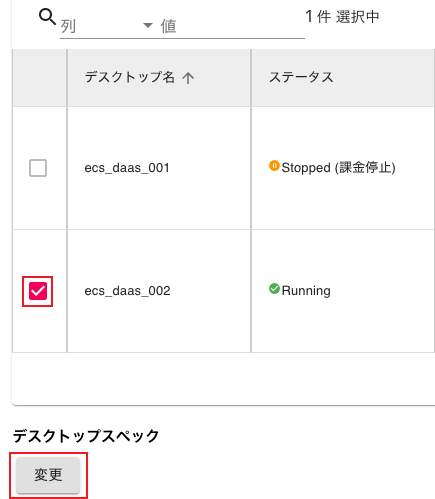 列 値 1 件 選択中
デスクトップ名 ステータス
ecs_daas_001 Stopped (課金停止)
ecs_daas_002 Running
デスクトップスペック
変更